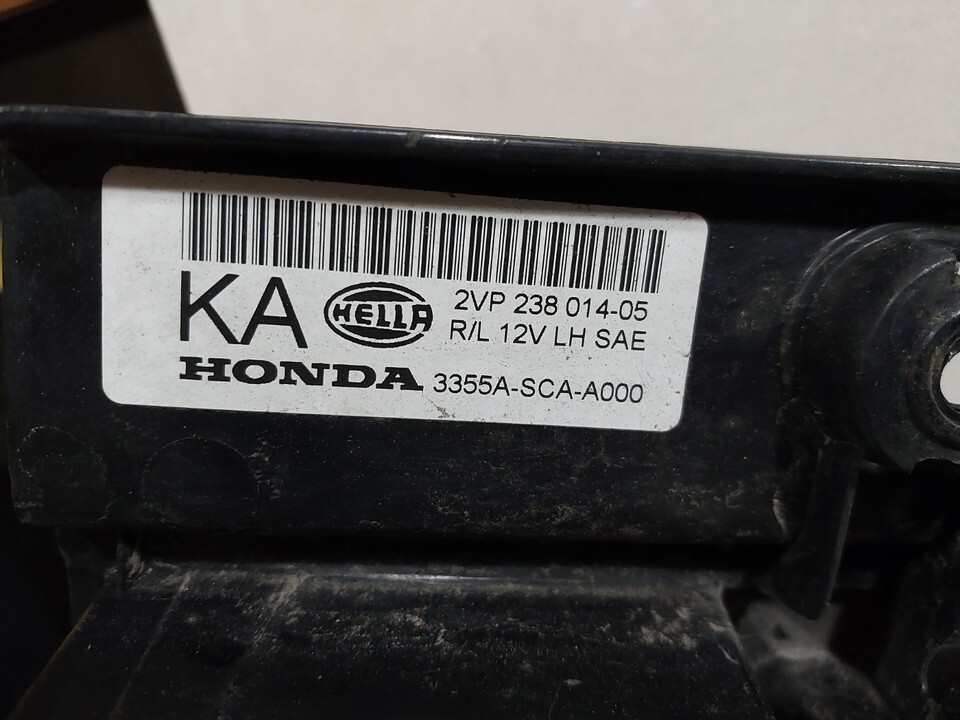 KA HELLA 2VP 238 014-05
R/L 12V LH SAE
HONDA 3355A-SCA-A000